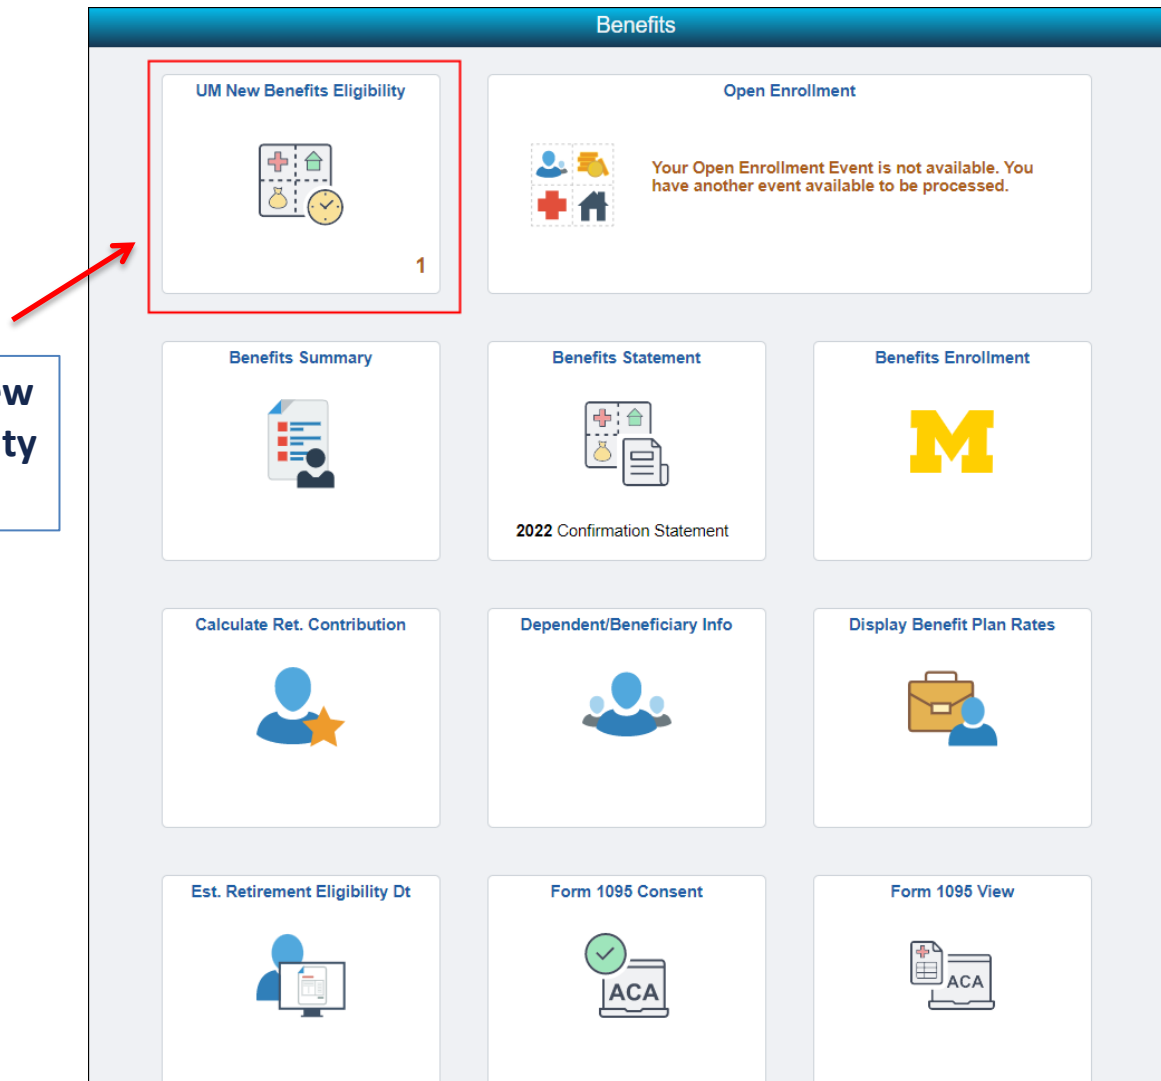 Benefits
UM New Benefits Eligibility
1
Open Enrollment
Your Open Enrollment Event is not available. You
have another event available to be processed.
Benefits Summary
Benefits Statement
2022 Confirmation Statement
Benefits Enrollment
M
Calculate Ret. Contribution
Dependent/Beneficiary Info
Display Benefit Plan Rates
Est. Retirement Eligibility Dt
Form 1095 Consent
ACA
Form 1095 View
ACA